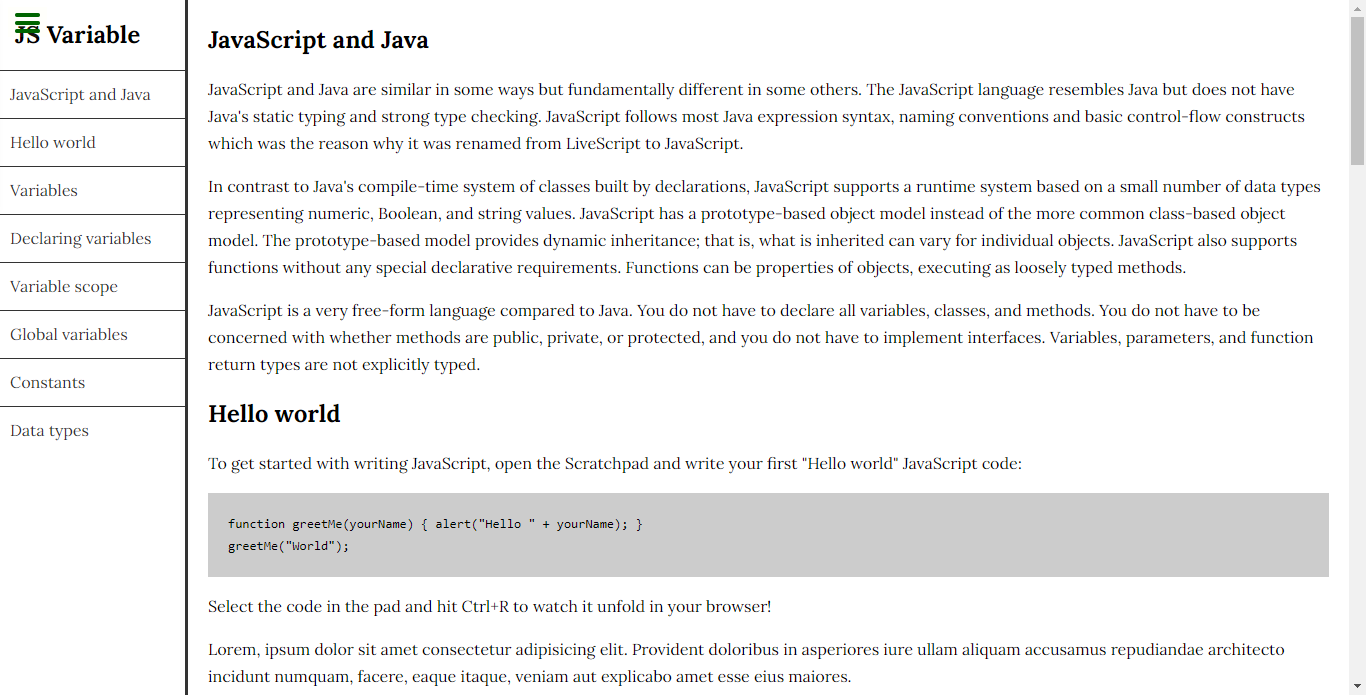 JS Variable
JavaScript and Java
Hello world
Variables
Declaring variables
Variable scope
Global variables
Constants
Data types
JavaScript and Java
JavaScript and Java are similar in some ways but fundamentally different in some others. The JavaScript language resembles Java but does not have
Java's static typing and strong type checking. JavaScript follows most Java expression syntax, naming conventions and basic control-flow constructs
which was the reason why it was renamed from LiveScript to JavaScript.
In contrast to Java's compile-time system of classes built by declarations, JavaScript supports a runtime system based on a small number of data types
representing numeric, Boolean, and string values. JavaScript has a prototype-based object model instead of the more common class-based object
model. The prototype-based model provides dynamic inheritance; that is, what is inherited can vary for individual objects. JavaScript also supports
functions without any special declarative requirements. Functions can be properties of objects, executing as loosely typed methods.
JavaScript is a very free-form language compared to Java. You do not have to declare all variables, classes, and methods. You do not have to be
concerned with whether methods are public, private, or protected, and you do not have to implement interfaces. Variables, parameters, and function
return types are not explicitly typed.
Hello world
To get started with writing JavaScript, open the Scratchpad and write your first "Hello world" JavaScript code:
function greetMe(yourName) { alert("Hello " + yourName); }
greetMe("World");
Select the code in the pad and hit Ctrl+R to watch it unfold in your browser!
Lorem, ipsum dolor sit amet consectetur adipisicing elit. Provident doloribus in asperiores iure ullam aliquam accusamus repudiandae architecto
incidunt numquam, facere, eaque itaque, veniam aut explicabo amet esse eius maiores.